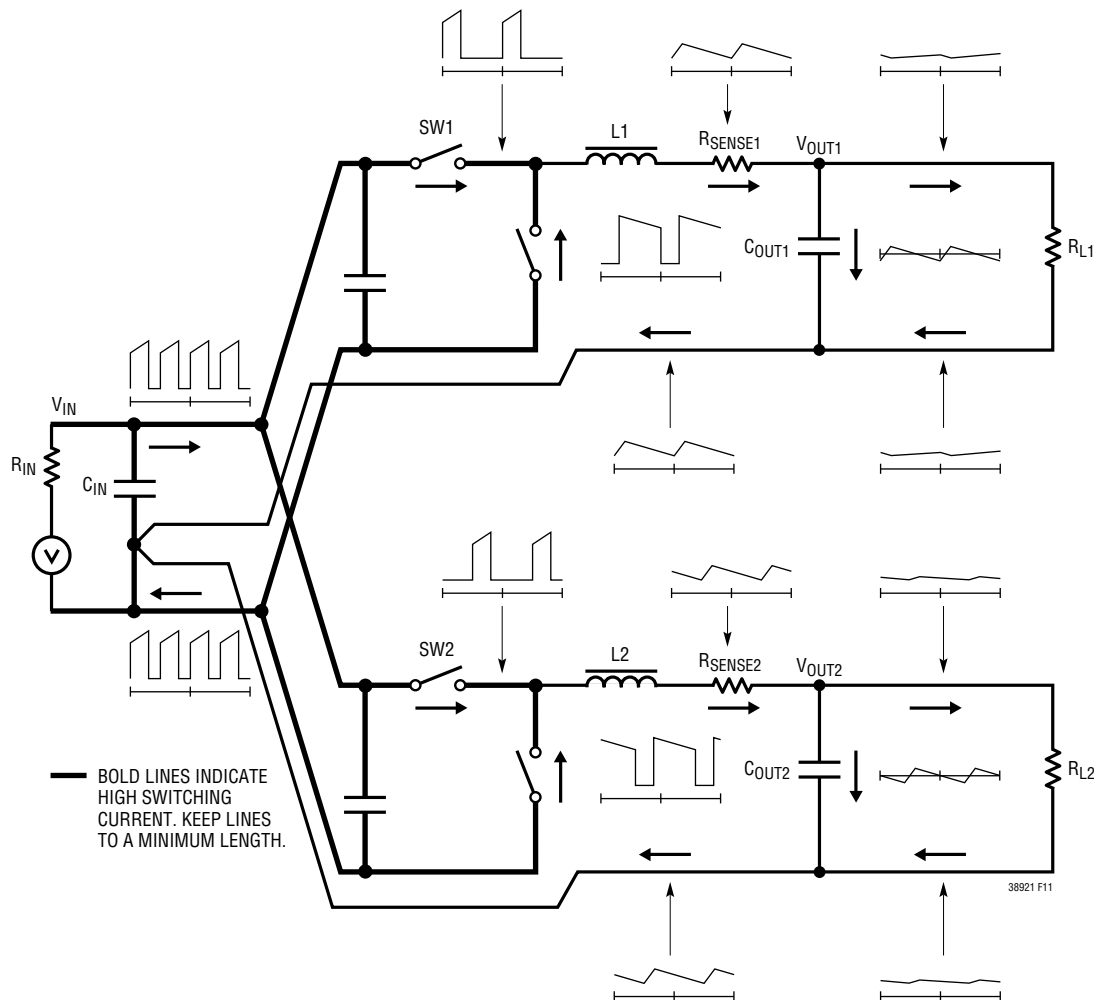 SW1
L1
RSENSE1
VOUT1
COUT1
RL1
VIN
RIN
CIN
V
SW2
L2
RSENSE2
VOUT2
COUT2
RL2
BOLD LINES INDICATE
HIGH SWITCHING
CURRENT. KEEP LINES
TO A MINIMUM LENGTH.
38921 F11